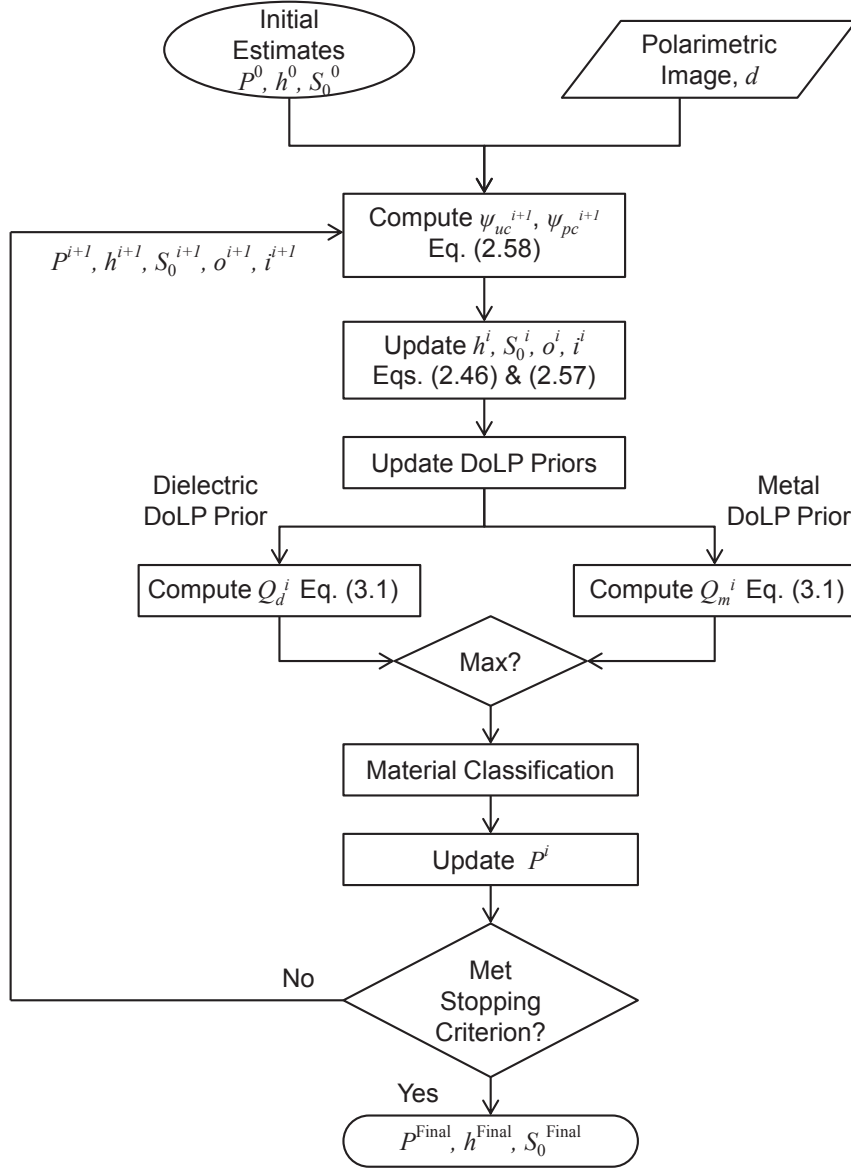 Initial
Estimates
P⁰, h⁰, S₀⁰
Polarimetric
Image, d
Compute ψ_uc^{i+1}, ψ_pc^{i+1}
Eq. (2.58)
P^{i+1}, h^{i+1}, S₀^{i+1}, o^{i+1}, i^{i+1}
Update h^i, S₀^i, o^i, i^i
Eqs. (2.46) & (2.57)
Update DoLP Priors
Dielectric
DoLP Prior
Metal
DoLP Prior
Compute Q_d^i Eq. (3.1)
Compute Q_m^i Eq. (3.1)
Max?
Material Classification
Update P^i
No
Met
Stopping
Criterion?
Yes
P^Final, h^Final, S₀^Final